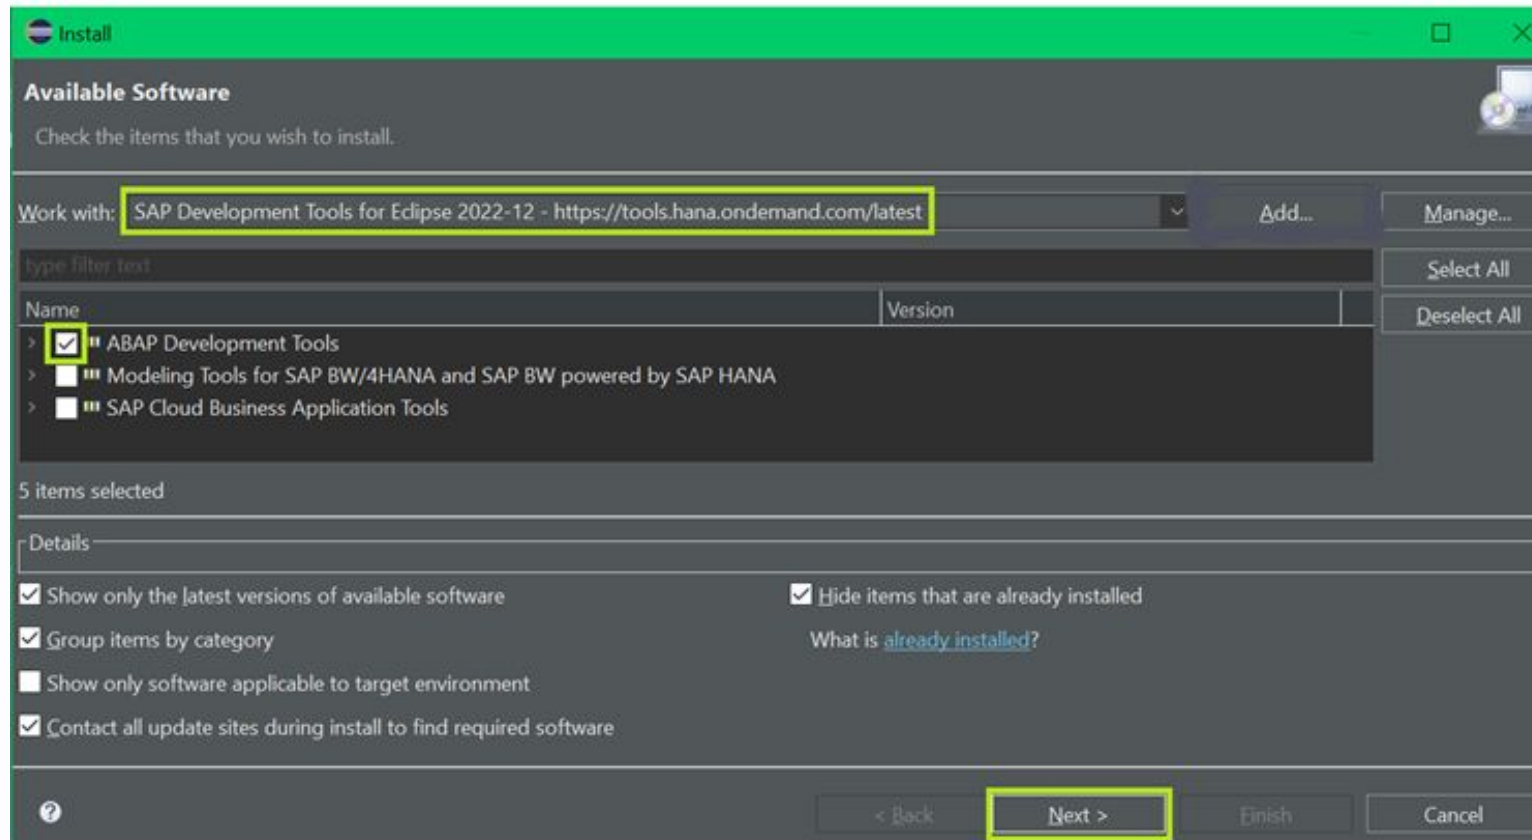 Install
Available Software
Check the items that you wish to install.
Work with: SAP Development Tools for Eclipse 2022-12 - https://tools.hana.ondemand.com/latest Add... Manage...
type filter text Select All
Name Version Deselect All
ABAP Development Tools
Modeling Tools for SAP BW/4HANA and SAP BW powered by SAP HANA
SAP Cloud Business Application Tools
5 items selected
Details
Show only the latest versions of available software Hide items that are already installed
Group items by category What is already installed?
Show only software applicable to target environment
Contact all update sites during install to find required software
? < Back Next > Finish Cancel